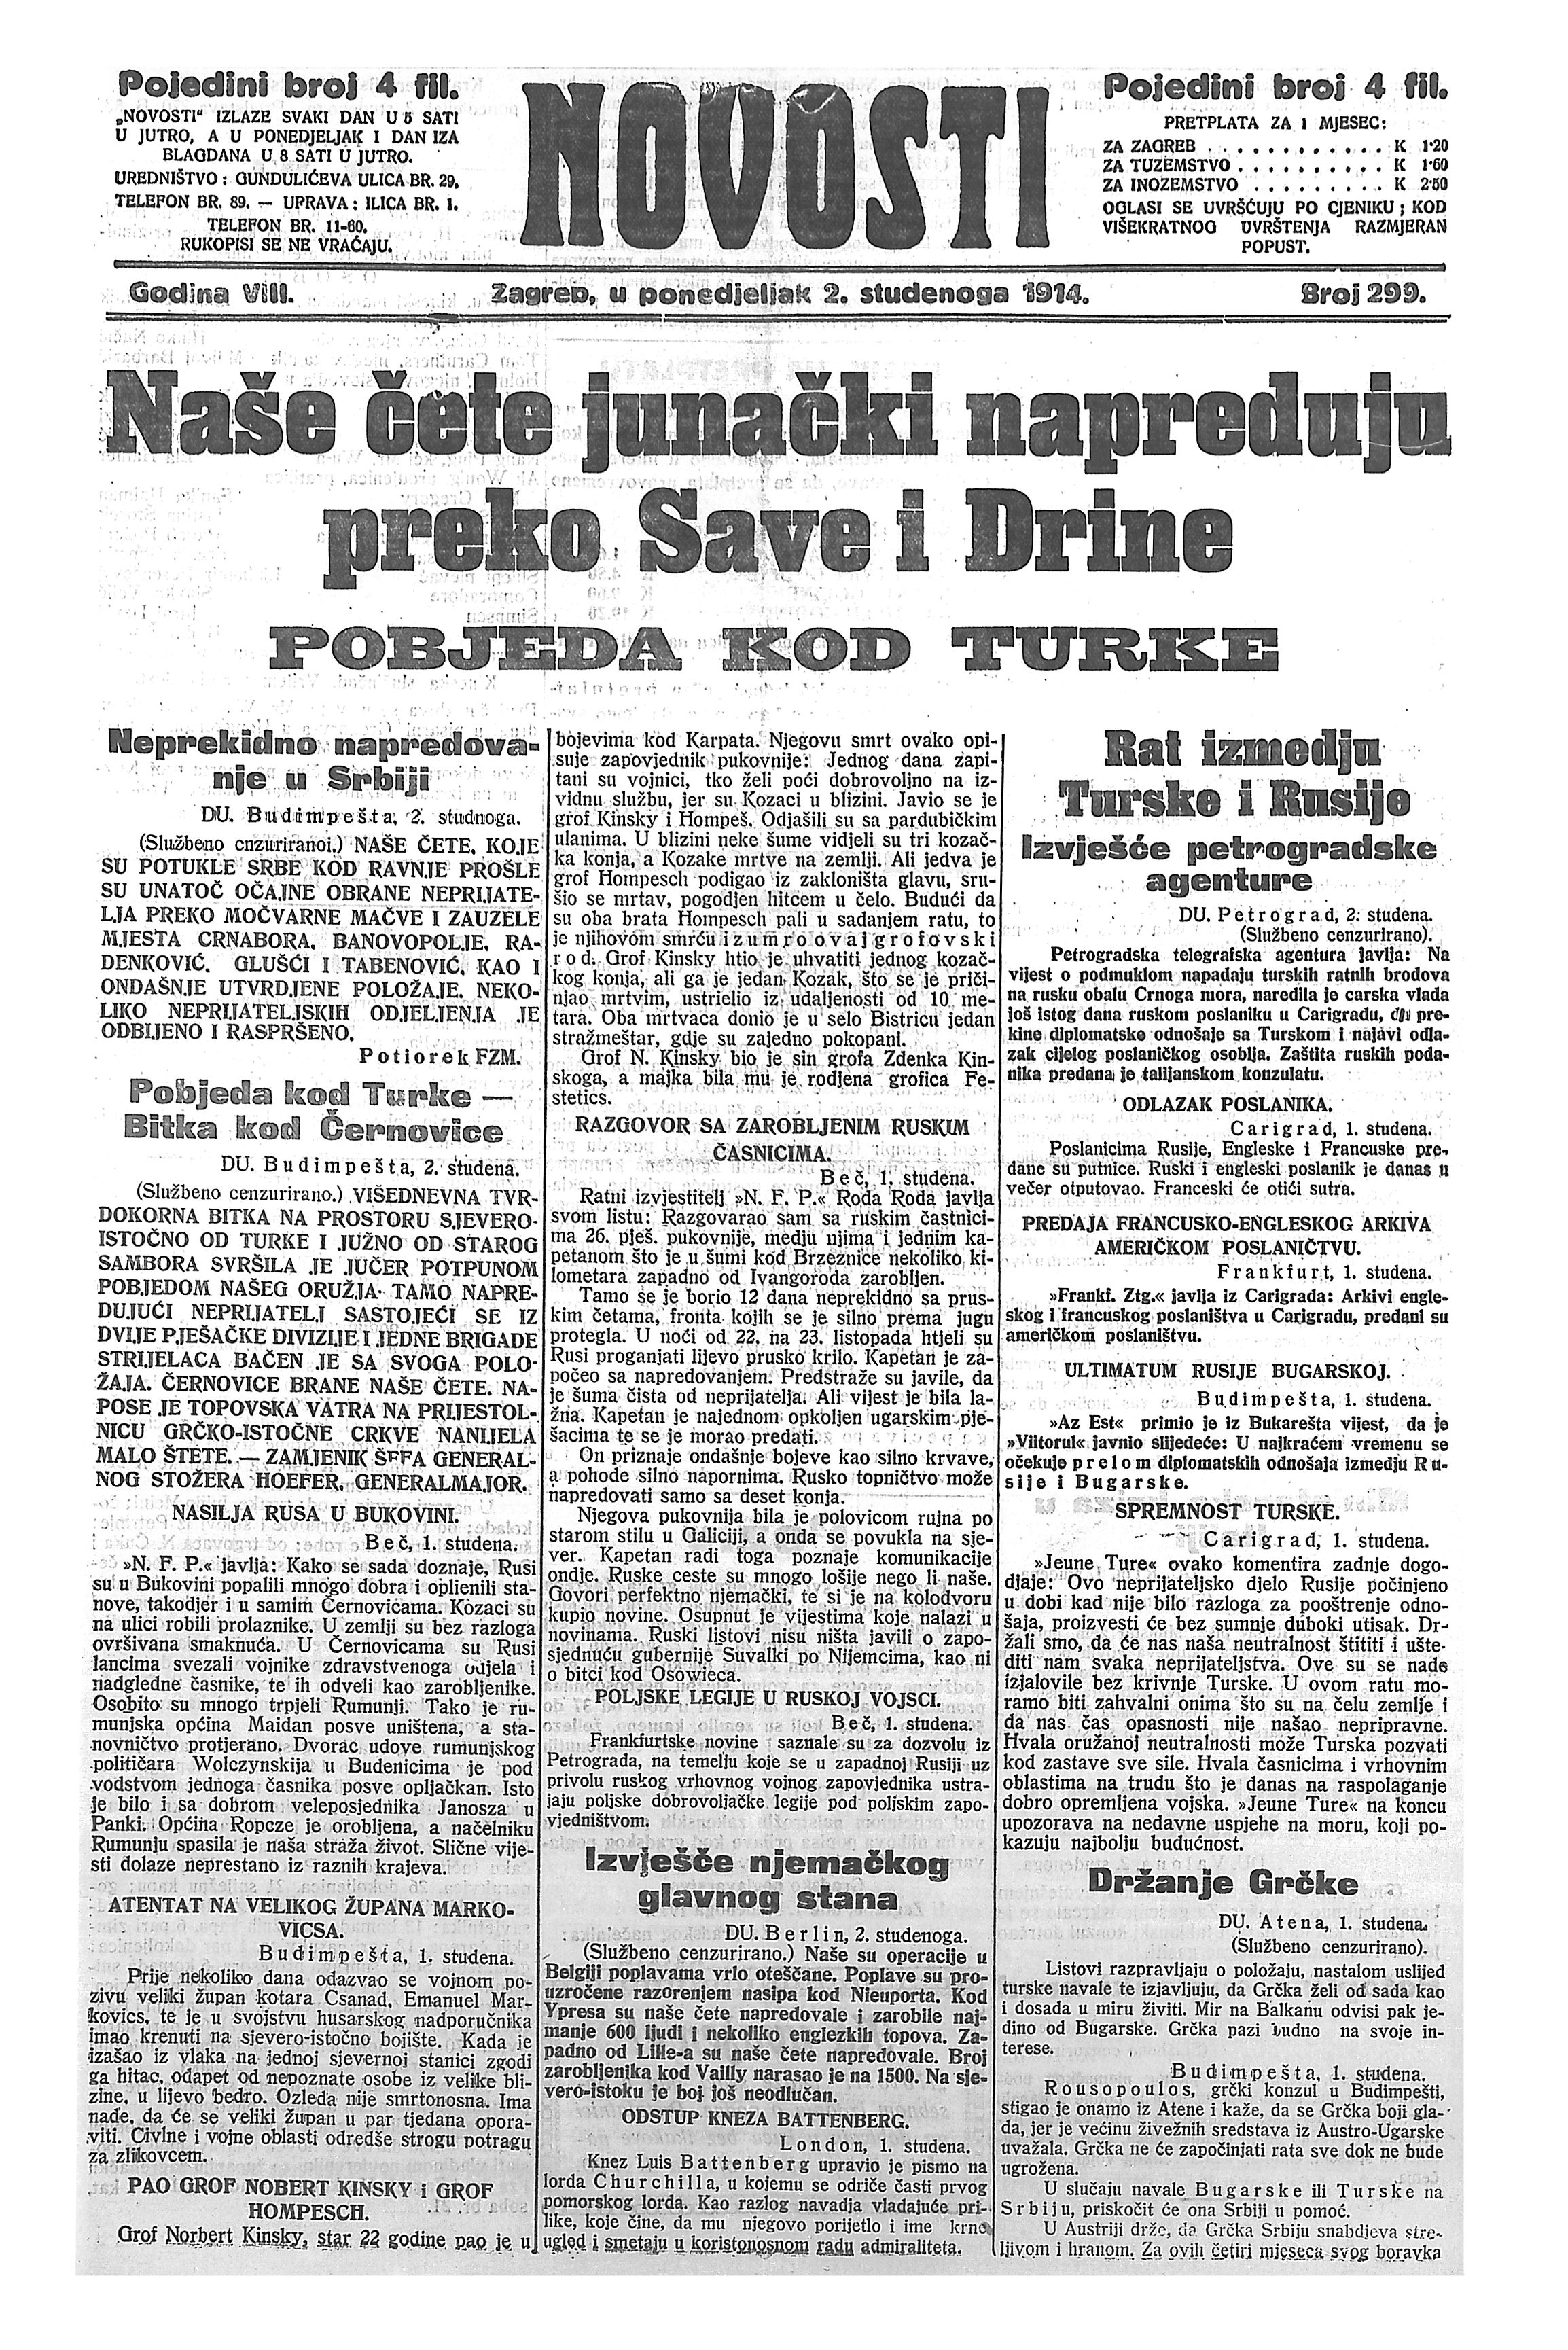 Pojedini broj 4 fil.
„NOVOSTI“ IZLAZE SVAKI DAN U 5 SATI
U JUTRO, A U PONEDJELJAK I DAN IZA
BLAGDANA U 8 SATI U JUTRO.
UREDNIŠTVO: GUNDULIĆEVA ULICA BR. 29.
TELEFON BR. 89. — UPRAVA: ILICA BR. 1.
TELEFON BR. 11-60.
RUKOPISI SE NE VRAĆAJU.
NOVOSTI
Pojedini broj 4 fil.
PRETPLATA ZA 1 MJESEC:
ZA ZAGREB . . . . . . . . . . . . K 1·20
ZA TUZEMSTVO . . . . . . . . . . K 1·60
ZA INOZEMSTVO . . . . . . . . . K 2·50
OGLASI SE UVRŠĆUJU PO CJENIKU; KOD
VIŠEKRATNOG UVRŠTENJA RAZMJERAN
POPUST.
Godina VIII.
Zagreb, u ponedjeljak 2. studenoga 1914.
Broj 299.
Naše čete junački napreduju
preko Save i Drine
POBJEDA KOD TURKE
Neprekidno napredova-
nje u Srbiji
DU. Budimpešta, 2. studnoga.
(Službeno cnzuriranoi.) NAŠE ČETE, KOJE
SU POTUKLE SRBE KOD RAVNJE PROŠLE
SU UNATOČ OČAJNE OBRANE NEPRIJATE-
LJA PREKO MOČVARNE MAČVE I ZAUZELE
MJESTA CRNABORA, BANOVOPOLJE, RA-
DENKOVIĆ, GLUŠĆI I TABENOVIĆ, KAO I
ONDAŠNJE UTVRDJENE POLOŽAJE. NEKO-
LIKO NEPRIJATELJSKIH ODJELJENJA JE
ODBIJENO I RASPRŠENO.
Potiorek FZM.
Pobjeda kod Turke —
Bitka kod Černovice
DU. Budimpešta, 2. studena.
(Službeno cenzurirano.) VIŠEDNEVNA TVR-
DOKORNA BITKA NA PROSTORU SJEVERO-
ISTOČNO OD TURKE I JUŽNO OD STAROG
SAMBORA SVRŠILA JE JUČER POTPUNOM
POBJEDOM NAŠEG ORUŽJA. TAMO NAPRE-
DUJUĆI NEPRIJATELJ SASTOJEĆI SE IZ
DVIJE PJEŠAČKE DIVIZIJE I JEDNE BRIGADE
STRIJELACA BAČEN JE SA SVOGA POLO-
ŽAJA. ČERNOVICE BRANE NAŠE ČETE. NA-
POSE JE TOPOVSKA VATRA NA PRIJESTOL-
NICU GRČKO-ISTOČNE CRKVE NANIJELA
MALO ŠTETE. — ZAMJENIK ŠEFA GENERAL-
NOG STOŽERA HOEFER, GENERALMAJOR.
NASILJA RUSA U BUKOVINI.
Beč, 1. studena.
»N. F. P.« javlja: Kako se sada doznaje, Rusi
su u Bukovini popalili mnogo dobra i oplienili sta-
nove, takodjer i u samim Černovicama. Kozaci su
na ulici robili prolaznike. U zemlji su bez razloga
ovršivana smaknuća. U Černovicama su Rusi
lancima svezali vojnike zdravstvenoga odjela i
nadgledne časnike, te ih odveli kao zarobljenike.
Osobito su mnogo trpjeli Rumunji. Tako je ru-
munjska općina Maidan posve uništena, a sta-
novničtvo protjerano. Dvorac udove rumunjskog
političara Wolczynskija u Budenicima je pod
vodstvom jednoga časnika posve opljačkan. Isto
je bilo i sa dobrom veleposjednika Janosza u
Panki. Općina Ropcze je orobljena, a načelniku
Rumunju spasila je naša straža život. Slične vije-
sti dolaze neprestano iz raznih krajeva.
ATENTAT NA VELIKOG ŽUPANA MARKO-
VICSA.
Budimpešta, 1. studena.
Prije nekoliko dana odazvao se vojnom po-
zivu veliki župan kotara Csanad, Emanuel Mar-
kovics, te je u svojstvu husarskog nadporučnika
imao krenuti na sjevero-istočno bojište. Kada je
izašao iz vlaka na jednoj sjevernoj stanici zgodi
ga hitac, odapet od nepoznate osobe iz velike bli-
zine, u lijevo bedro. Ozleda nije smrtonosna. Ima
nade, da će se veliki župan u par tjedana opora-
viti. Civlne i vojne oblasti odredše strogu potragu
za zlikovcem.
PAO GROF NOBERT KINSKY i GROF
HOMPESCH.
Grof Norbert Kinsky, star 22 godine pao je u
bojevima kod Karpata. Njegovu smrt ovako opi-
suje zapovjednik pukovnije: Jednog dana zapi-
tani su vojnici, tko želi poći dobrovoljno na iz-
vidnu službu, jer su Kozaci u blizini. Javio se je
grof Kinsky i Hompeš. Odjašili su sa pardubičkim
ulanima. U blizini neke šume vidjeli su tri kozač-
ka konja, a Kozake mrtve na zemlji. Ali jedva je
grof Hompesch podigao iz zakloništa glavu, sru-
šio se mrtav, pogodjen hitcem u čelo. Budući da
su oba brata Hompesch pali u sadanjem ratu, to
je njihovom smrću izumro ovaj grofovski
rod. Grof Kinsky htio je uhvatiti jednog kozač-
kog konja, ali ga je jedan Kozak, što se je priči-
njao mrtvim, ustrielio iz udaljenosti od 10 me-
tara. Oba mrtvaca donio je u selo Bistricu jedan
stražmeštar, gdje su zajedno pokopani.
Grof N. Kinsky bio je sin grofa Zdenka Kin-
skoga, a majka bila mu je rodjena grofica Fe-
stetics.
RAZGOVOR SA ZAROBLJENIM RUSKIM
ČASNICIMA.
Beč, 1. studena.
Ratni izvjestitelj »N. F. P.« Roda Roda javlja
svom listu: Razgovarao sam sa ruskim častnici-
ma 26. pješ. pukovnije, medju njima i jednim ka-
petanom što je u šumi kod Brzeznice nekoliko ki-
lometara zapadno od Ivangoroda zarobljen.
Tamo se je borio 12 dana neprekidno sa prus-
kim četama, fronta kojih se je silno prema jugu
protegla. U noći od 22. na 23. listopada htjeli su
Rusi proganjati lijevo prusko krilo. Kapetan je za-
počeo sa napredovanjem. Predstraže su javile, da
je šuma čista od neprijatelja. Ali vijest je bila la-
žna. Kapetan je najednom opkoljen ugarskim pje-
šacima te se je morao predati.
On priznaje ondašnje bojeve kao silno krvave,
a pohode silno napornima. Rusko topničtvo može
napredovati samo sa deset konja.
Njegova pukovnija bila je polovicom rujna po
starom stilu u Galiciji, a onda se povukla na sje-
ver. Kapetan radi toga poznaje komunikacije
ondje. Ruske ceste su mnogo lošije nego li naše.
Govori perfektno njemački, te si je na kolodvoru
kupio novine. Osupnut je vijestima koje nalazi u
novinama. Ruski listovi nisu ništa javili o zapo-
sjednuću gubernije Suvalki po Nijemcima, kao ni
o bitci kod Osowieca.
POLJSKE LEGIJE U RUSKOJ VOJSCI.
Beč, 1. studena.
Frankfurtske novine saznale su za dozvolu iz
Petrograda, na temelju koje se u zapadnoj Rusiji uz
privolu ruskog vrhovnog vojnog zapovjednika ustra-
jaju poljske dobrovoljačke legije pod poljskim zapo-
vjedništvom.
Izvješče njemačkog
glavnog stana
DU. Berlin, 2. studenoga.
(Službeno cenzurirano.) Naše su operacije u
Belgiji poplavama vrlo otešćane. Poplave su pro-
uzročene razorenjem nasipa kod Nieuporta. Kod
Ypresa su naše čete napredovale i zarobile naj-
manje 600 ljudi i nekoliko englezkih topova. Za-
padno od Lille-a su naše čete napredovale. Broj
zarobljenika kod Vailly narasao je na 1500. Na sje-
vero-istoku je boj još neodlučan.
ODSTUP KNEZA BATTENBERG.
London, 1. studena.
Knez Luis Battenberg upravio je pismo na
lorda Churchilla, u kojemu se odriče časti prvog
pomorskog lorda. Kao razlog navadja vladajuće pri-
like, koje čine, da mu njegovo porijetlo i ime krne
ugled i smetaju u koristonosnom radu admiraliteta.
Rat izmedju
Turske i Rusije
Izvješće petrogradske
agenture
DU. Petrograd, 2. studena.
(Službeno cenzurirano).
Petrogradska telegrafska agentura javlja: Na
vijest o podmuklom napadaju turskih ratnih brodova
na rusku obalu Crnoga mora, naredila je carska vlada
još istog dana ruskom poslaniku u Carigradu, da pre-
kine diplomatske odnošaje sa Turskom i najavi odla-
zak cijelog poslaničkog osoblja. Zaštita ruskih poda-
nika predana je talijanskom konzulatu.
ODLAZAK POSLANIKA.
Carigrad, 1. studena.
Poslanicima Rusije, Engleske i Francuske pre-
dane su putnice. Ruski i engleski poslanik je danas u
večer otputovao. Franceski će otići sutra.
PREDAJA FRANCUSKO-ENGLESKOG ARKIVA
AMERIČKOM POSLANIČTVU.
Frankfurt, 1. studena.
»Frankf. Ztg.« javlja iz Carigrada: Arkivi engle-
skog i francuskog poslaništva u Carigradu, predani su
američkom poslaništvu.
ULTIMATUM RUSIJE BUGARSKOJ.
Budimpešta, 1. studena.
»Az Est« primio je iz Bukarešta vijest, da je
»Viltorul« javnio slijedeće: U najkraćem vremenu se
očekuje prelom diplomatskih odnošaja izmedju Ru-
sije i Bugarske.
SPREMNOST TURSKE.
Carigrad, 1. studena.
»Jeune Ture« ovako komentira zadnje dogo-
djaje: Ovo neprijateljsko djelo Rusije počinjeno
u dobi kad nije bilo razloga za pooštrenje odno-
šaja, proizvesti će bez sumnje duboki utisak. Dr-
žali smo, da će nas naša neutralnost štititi i ušte-
diti nam svaka neprijateljstva. Ove su se nade
izjalovile bez krivnje Turske. U ovom ratu mo-
ramo biti zahvalni onima što su na čelu zemlje i
da nas čas opasnosti nije našao nepripravne.
Hvala oružanoj neutralnosti može Turska pozvati
kod zastave sve sile. Hvala časnicima i vrhovnim
oblastima na trudu što je danas na raspolaganje
dobro opremljena vojska. »Jeune Ture« na koncu
upozorava na nedavne uspjehe na moru, koji po-
kazuju najbolju budućnost.
Držanje Grčke
DU. Atena, 1. studena.
(Službeno cenzurirano).
Listovi razpravljaju o položaju, nastalom uslijed
turske navale te izjavljuju, da Grčka želi od sada kao
i dosada u miru živiti. Mir na Balkanu odvisi pak je-
dino od Bugarske. Grčka pazi budno na svoje in-
terese.
Budimpešta, 1. studena.
Rousopoulos, grčki konzul u Budimpešti,
stigao je onamo iz Atene i kaže, da se Grčka boji gla-
da, jer je većinu živežnih sredstava iz Austro-Ugarske
uvažala. Grčka ne će započinjati rata sve dok ne bude
ugrožena.
U slučaju navale Bugarske ili Turske na
Srbiju, priskočit će ona Srbiji u pomoć.
U Austriji drže, da Grčka Srbiju snabdjeva stre-
ljivom i hranom. Za ovih četiri mjeseca svog boravka